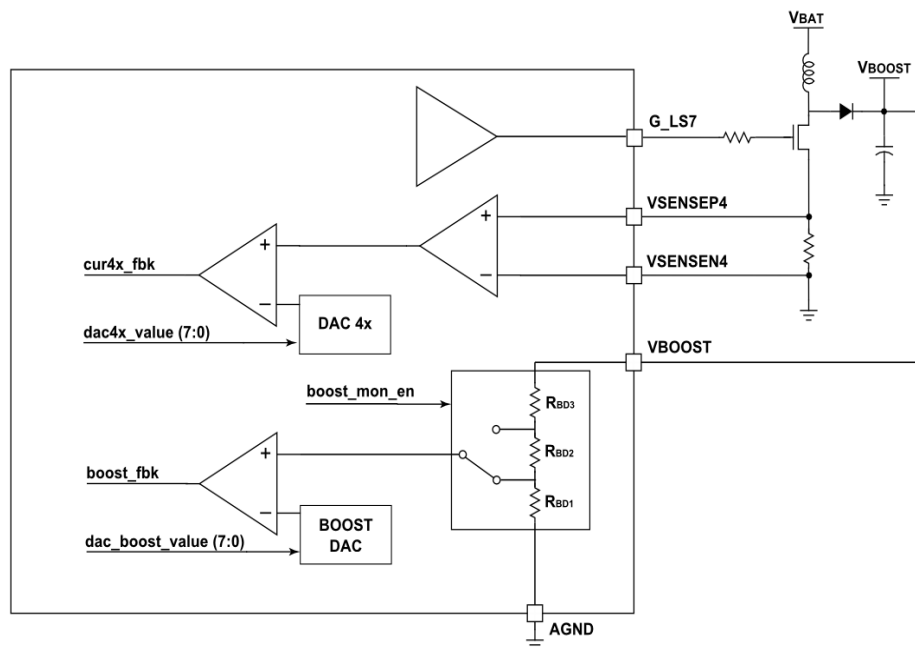 VBAT
VBOOST
G_LS7
VSENSEP4
+
+
cur4x_fbk
−
VSENSEN4
−
DAC 4x
dac4x_value (7:0)
VBOOST
boost_mon_en
RBD3
RBD2
+
boost_fbk
RBD1
−
BOOST
DAC
dac_boost_value (7:0)
AGND